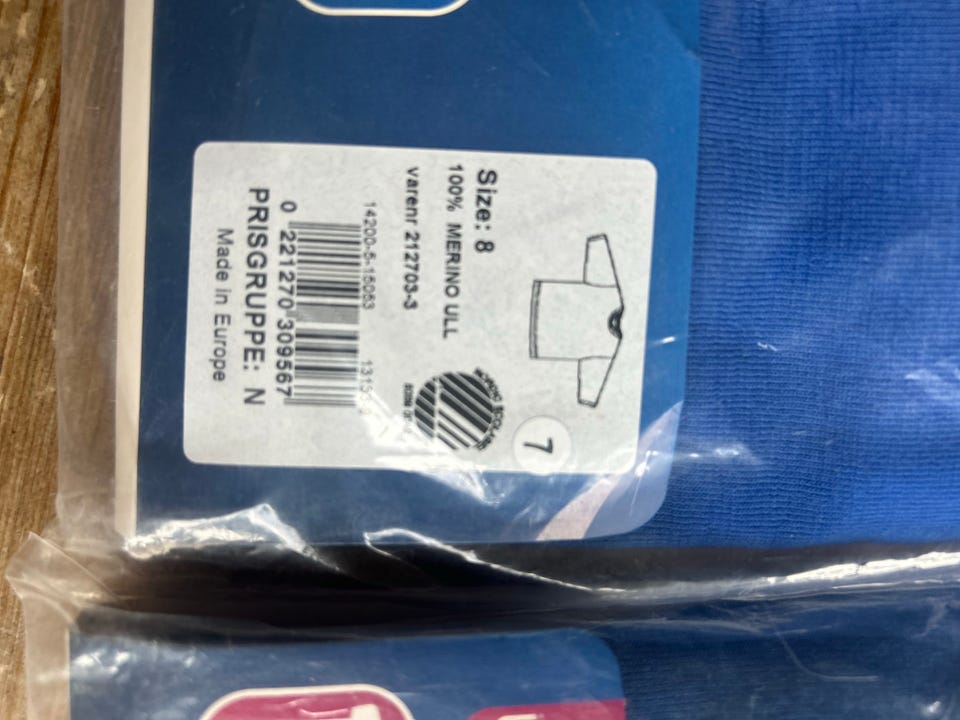 7
Size: 8
100% MERINO ULL
varenr 212703-3
14200-5-15053
0 221270 309567
PRISGRUPPE: N
Made in Europe